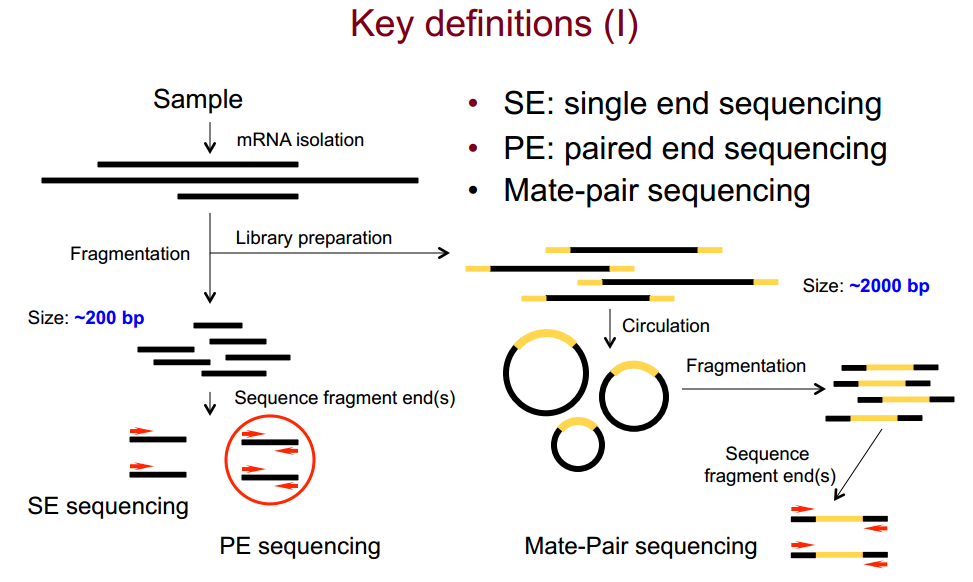 Key definitions (I)
Sample
mRNA isolation
• SE: single end sequencing
• PE: paired end sequencing
• Mate-pair sequencing
Fragmentation
Library preparation
Size: ~200 bp
Size: ~2000 bp
Circulation
Fragmentation
Sequence fragment end(s)
SE sequencing
PE sequencing
Sequence
fragment end(s)
Mate-Pair sequencing